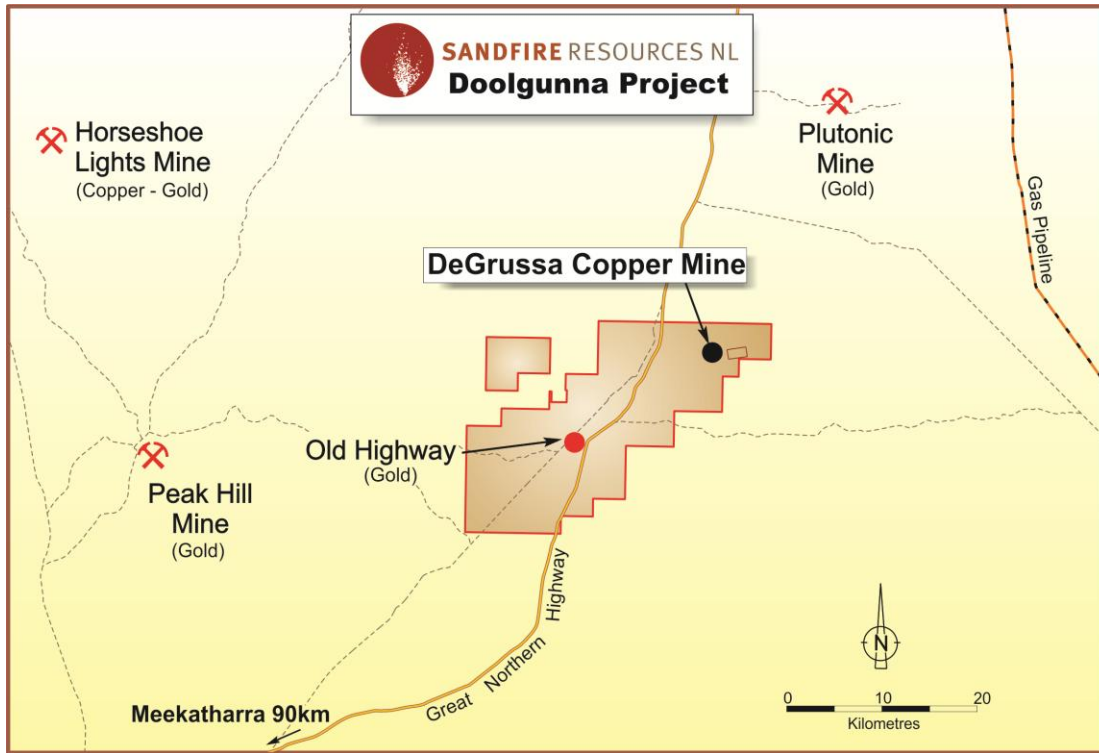 SANDFIRE RESOURCES NL
Doolgunna Project
Horseshoe
Lights Mine
(Copper - Gold)
Plutonic
Mine
(Gold)
Gas Pipeline
DeGrussa Copper Mine
Old Highway
(Gold)
Peak Hill
Mine
(Gold)
Great Northern Highway
Meekatharra 90km
N
0 10 20
Kilometres